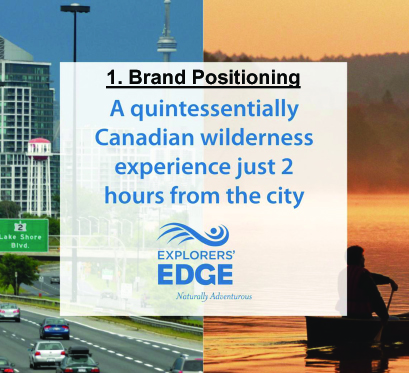 1. Brand Positioning
A quintessentially
Canadian wilderness
experience just 2
hours from the city
EXPLORERS'
EDGE
Naturally Adventurous
2
Lake Shore
Blvd.